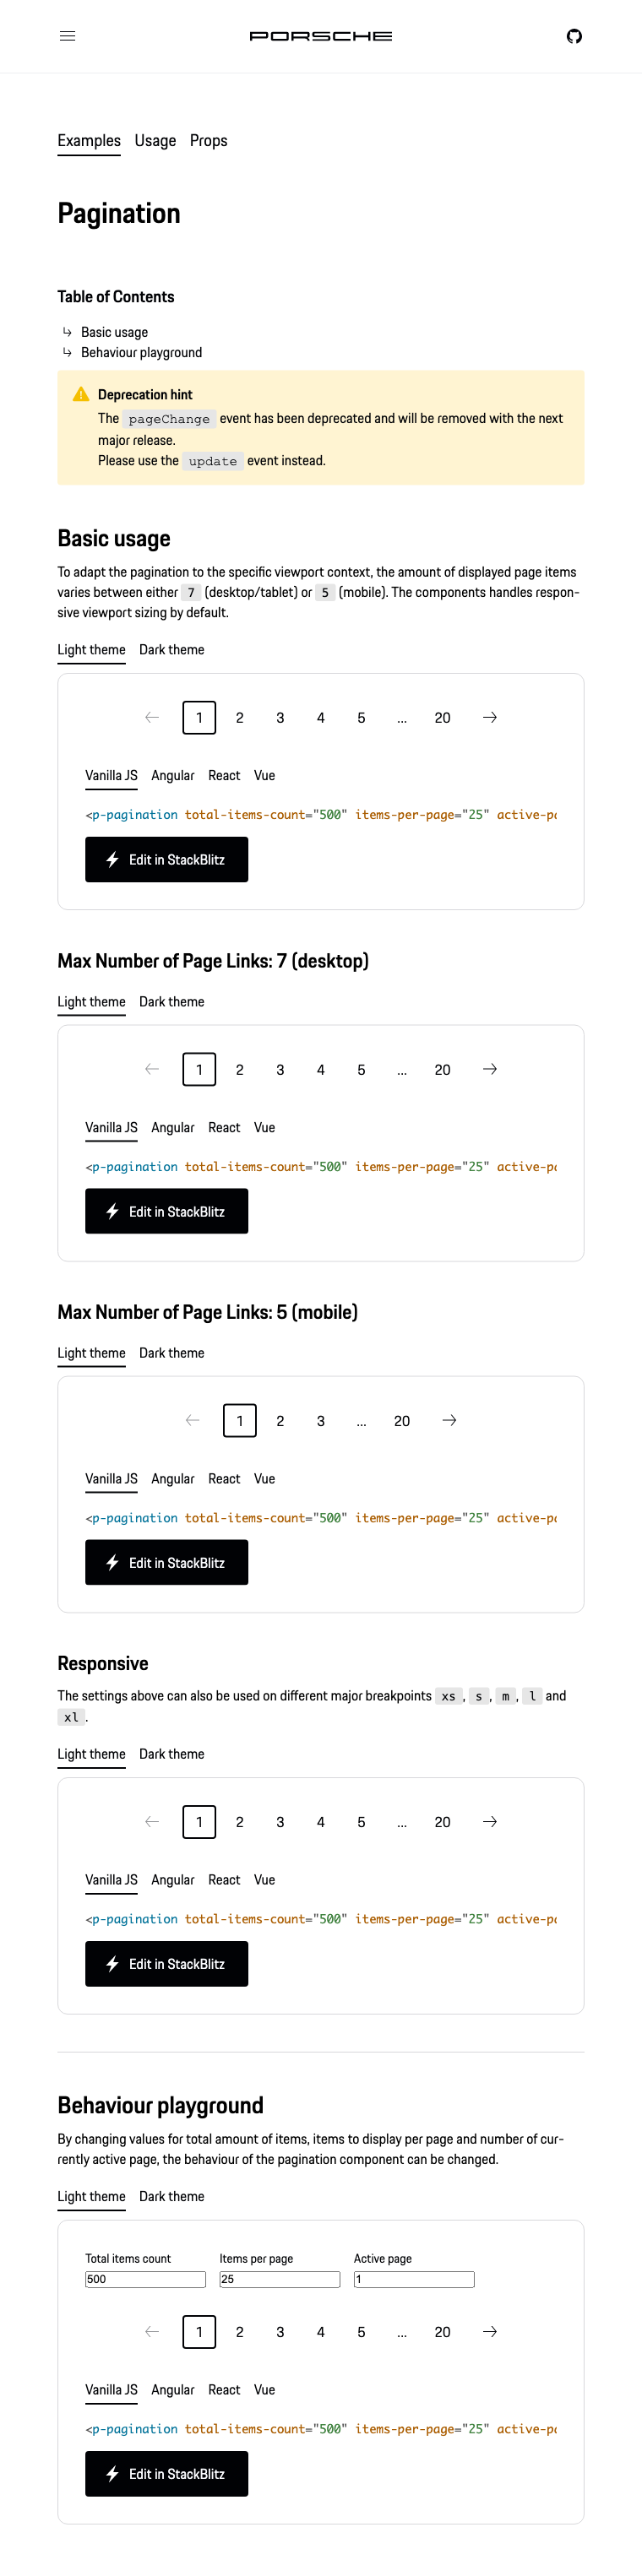 PORSCHE
Examples Usage Props
Pagination
Table of Contents
Basic usage
Behaviour playground
Deprecation hint
The pageChange event has been deprecated and will be removed with the next
major release.
Please use the update event instead.
Basic usage
To adapt the pagination to the specific viewport context, the amount of displayed page items
varies between either 7 (desktop/tablet) or 5 (mobile). The components handles respon-
sive viewport sizing by default.
Light theme Dark theme
1 2 3 4 5 ... 20
Vanilla JS Angular React Vue
<p-pagination total-items-count="500" items-per-page="25" active-pa
Edit in StackBlitz
Max Number of Page Links: 7 (desktop)
Light theme Dark theme
1 2 3 4 5 ... 20
Vanilla JS Angular React Vue
<p-pagination total-items-count="500" items-per-page="25" active-pa
Edit in StackBlitz
Max Number of Page Links: 5 (mobile)
Light theme Dark theme
1 2 3 ... 20
Vanilla JS Angular React Vue
<p-pagination total-items-count="500" items-per-page="25" active-pa
Edit in StackBlitz
Responsive
The settings above can also be used on different major breakpoints xs, s, m, l and
xl.
Light theme Dark theme
1 2 3 4 5 ... 20
Vanilla JS Angular React Vue
<p-pagination total-items-count="500" items-per-page="25" active-pa
Edit in StackBlitz
Behaviour playground
By changing values for total amount of items, items to display per page and number of cur-
rently active page, the behaviour of the pagination component can be changed.
Light theme Dark theme
Total items count Items per page Active page
500 25 1
1 2 3 4 5 ... 20
Vanilla JS Angular React Vue
<p-pagination total-items-count="500" items-per-page="25" active-pa
Edit in StackBlitz